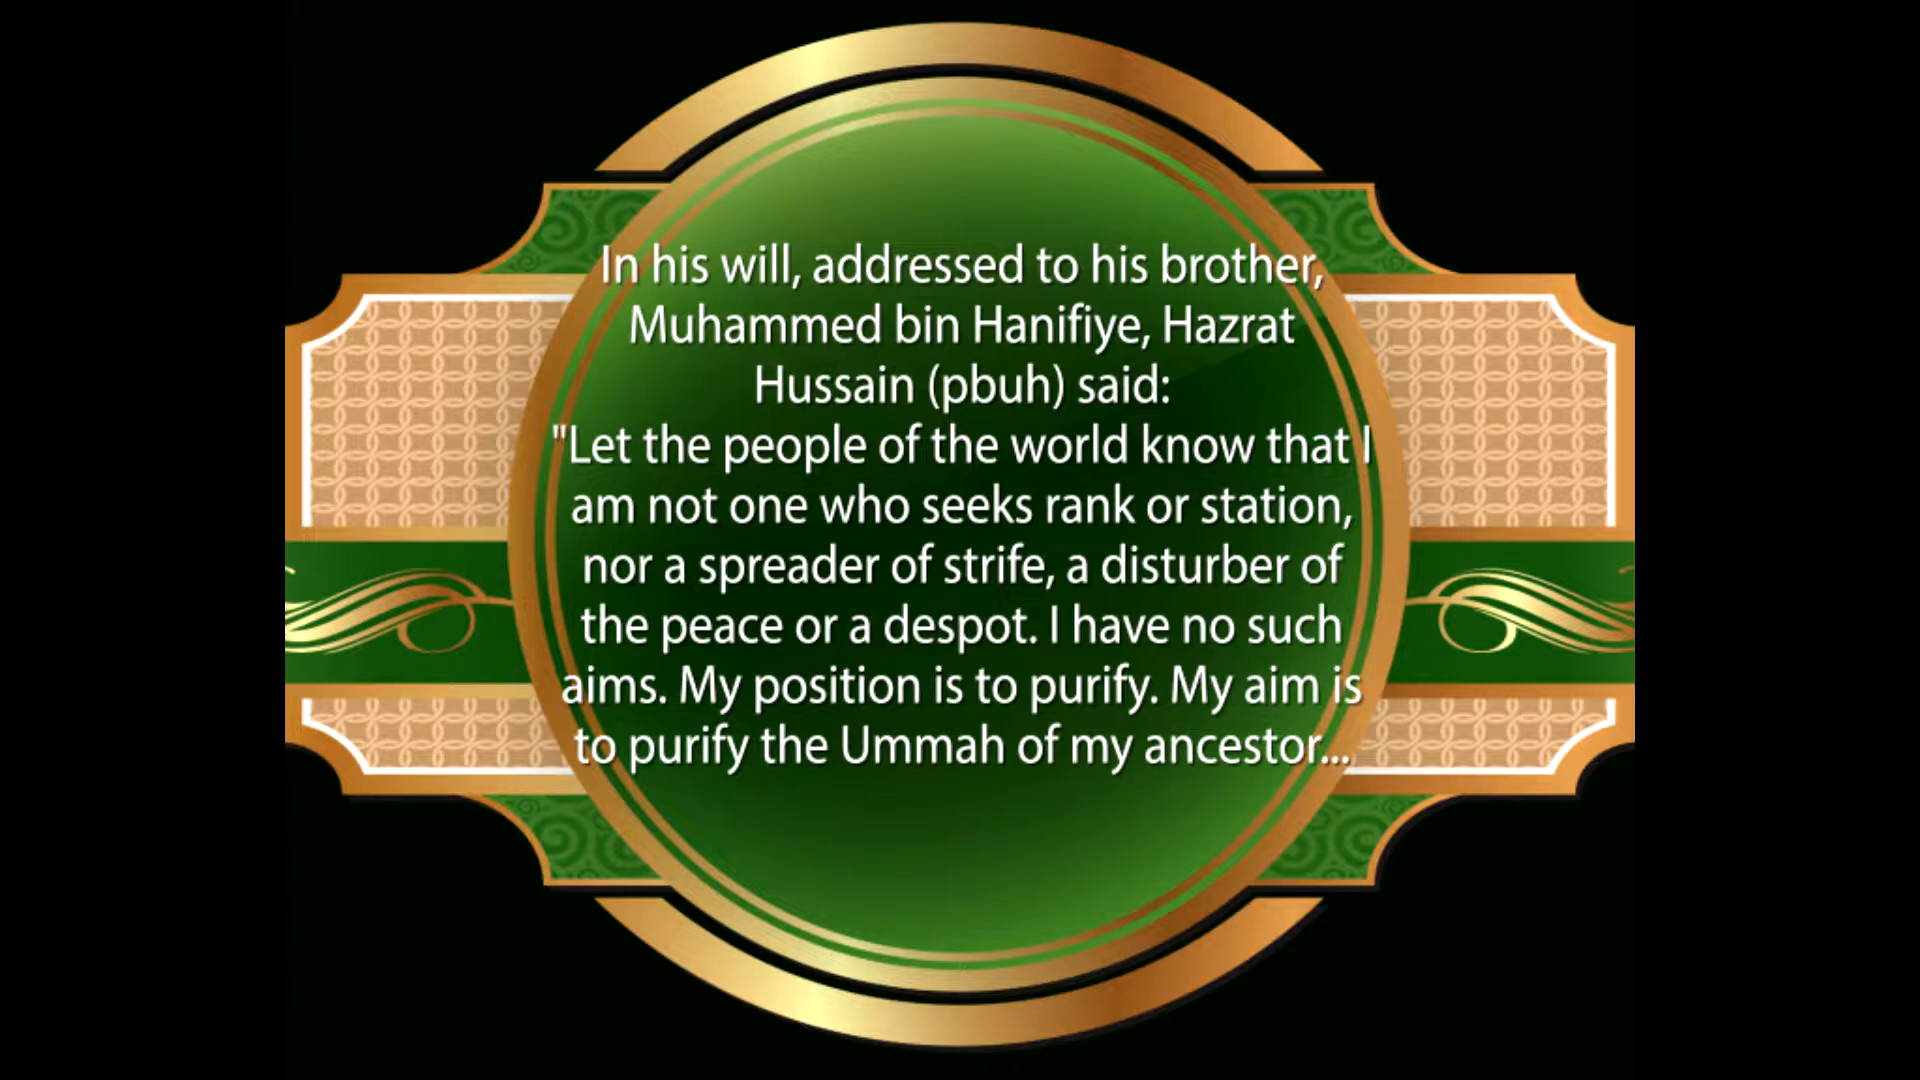 In his will, addressed to his brother,
Muhammed bin Hanifiye, Hazrat
Hussain (pbuh) said:
"Let the people of the world know that I
am not one who seeks rank or station,
nor a spreader of strife, a disturber of
the peace or a despot. I have no such
aims. My position is to purify. My aim is
to purify the Ummah of my ancestor...